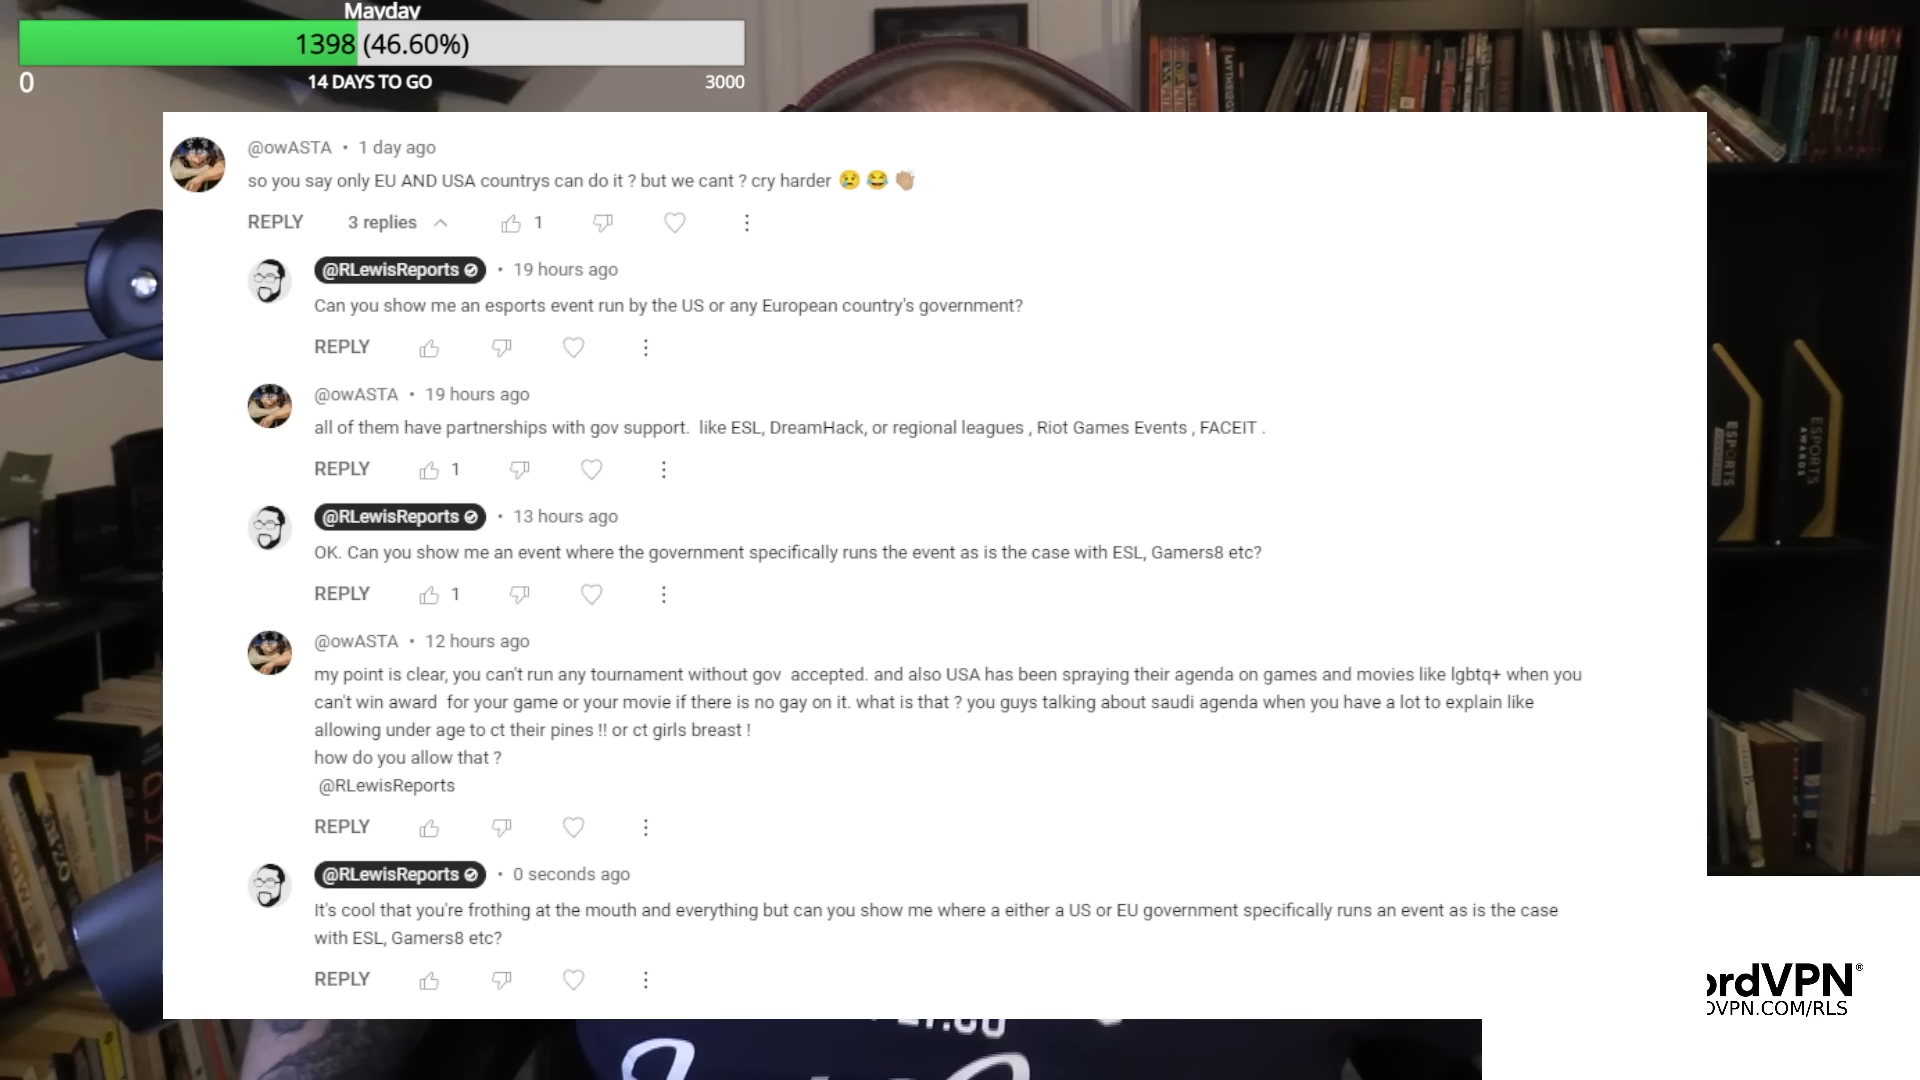 Mayday
1398 (46.60%)
0
14 DAYS TO GO
3000
@owASTA • 1 day ago
so you say only EU AND USA countrys can do it ? but we cant ? cry harder 😢 😂 👏🏼
REPLY 3 replies 1
@RLewisReports • 19 hours ago
Can you show me an esports event run by the US or any European country's government?
REPLY
@owASTA • 19 hours ago
all of them have partnerships with gov support. like ESL, DreamHack, or regional leagues , Riot Games Events , FACEIT .
REPLY 1
@RLewisReports • 13 hours ago
OK. Can you show me an event where the government specifically runs the event as is the case with ESL, Gamers8 etc?
REPLY 1
@owASTA • 12 hours ago
my point is clear, you can't run any tournament without gov accepted. and also USA has been spraying their agenda on games and movies like lgbtq+ when you
can't win award for your game or your movie if there is no gay on it. what is that ? you guys talking about saudi agenda when you have a lot to explain like
allowing under age to ct their pines !! or ct girls breast !
how do you allow that ?
@RLewisReports
REPLY
@RLewisReports • 0 seconds ago
It's cool that you're frothing at the mouth and everything but can you show me where a either a US or EU government specifically runs an event as is the case
with ESL, Gamers8 etc?
REPLY
ESPORTS
ESPORTS
AWARDS
ordVPN®
OVPN.COM/RLS